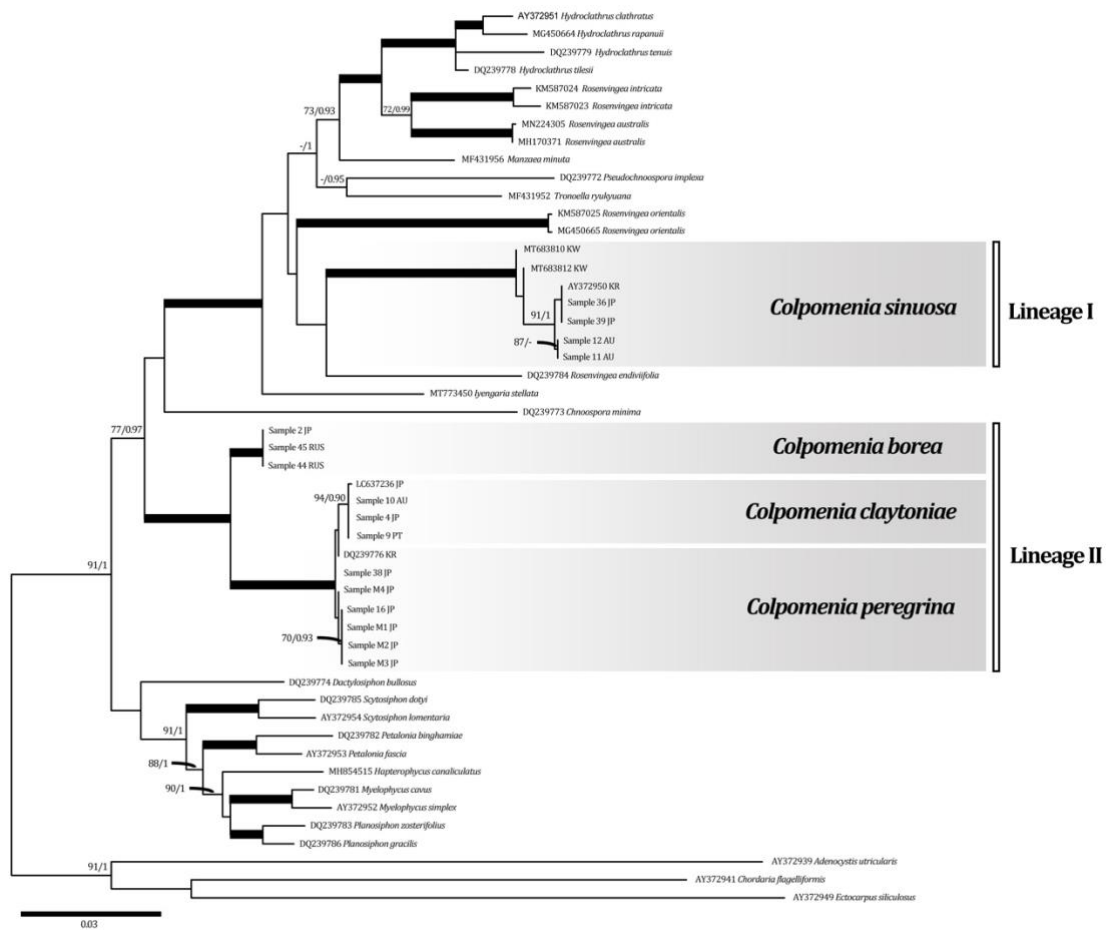 AY372951 Hydroclathrus clathratus
MG450664 Hydroclathrus rapanuii
DQ239779 Hydroclathrus tenuis
DQ239778 Hydroclathrus tilesii
KM587024 Rosenvingea intricata
72/0.99
KM587023 Rosenvingea intricata
73/0.93
MN224305 Rosenvingea australis
MH170371 Rosenvingea australis
-/1
MF431956 Manzaea minuta
-/0.95
DQ239772 Pseudochnoospora implexa
MF431952 Tronoella ryukyuana
KM587025 Rosenvingea orientalis
MG450665 Rosenvingea orientalis
MT683810 KW
MT683812 KW
AY372950 KR
Sample 36 JP
Colpomenia sinuosa
Lineage I
91/1
Sample 39 JP
87/-
Sample 12 AU
Sample 11 AU
DQ239784 Rosenvingea endiviifolia
MT773450 Iyengaria stellata
DQ239773 Chnoospora minima
77/0.97
Sample 2 JP
Sample 45 RUS
Colpomenia borea
Sample 44 RUS
LC637236 JP
94/0.90
Sample 10 AU
Colpomenia claytoniae
Sample 4 JP
Sample 9 PT
DQ239776 KR
Lineage II
91/1
Sample 38 JP
Sample M4 JP
Sample 16 JP
Colpomenia peregrina
Sample M1 JP
70/0.93
Sample M2 JP
Sample M3 JP
DQ239774 Dactylosiphon bullosus
DQ239785 Scytosiphon dotyi
AY372954 Scytosiphon lomentaria
91/1
DQ239782 Petalonia binghamiae
AY372953 Petalonia fascia
88/1
MH854515 Hapterophycus canaliculatus
90/1
DQ239781 Myelophycus cavus
AY372952 Myelophycus simplex
DQ239783 Planosiphon zosterifolius
DQ239786 Planosiphon gracilis
91/1
AY372939 Adenocystis utricularis
AY372941 Chordaria flagelliformis
AY372949 Ectocarpus siliculosus
0.03